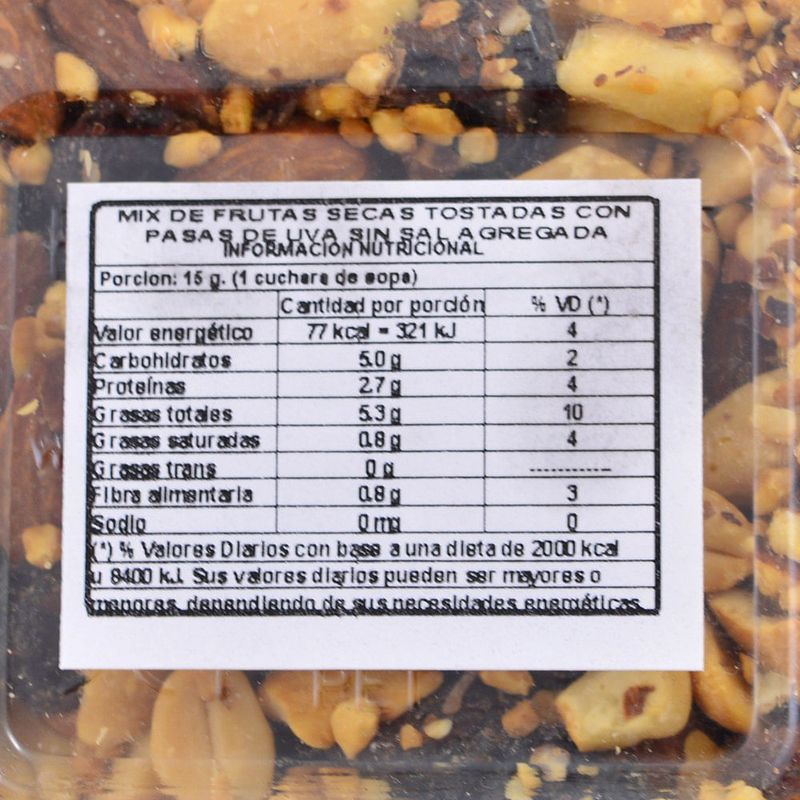 MIX DE FRUTAS SECAS TOSTADAS CON
PASAS DE UVA SIN SAL AGREGADA
INFORMACIÓN NUTRICIONAL
Porcion: 15 g. (1 cuchara de sopa)
Cantidad por porción % VD (*)
Valor energético 77 kcal = 321 kJ 4
Carbohidratos 5.0 g 2
Proteínas 2.7 g 4
Grasas totales 5.3 g 10
Grasas saturadas 0.8 g 4
Grasas trans 0 g -----------
Fibra alimentaria 0.8 g 3
Sodio 0 mg 0
(*) % Valores Diarios con base a una dieta de 2000 kcal
u 8400 kJ. Sus valores diarios pueden ser mayores o
menores dependiendo de sus necesidades energéticas
PET